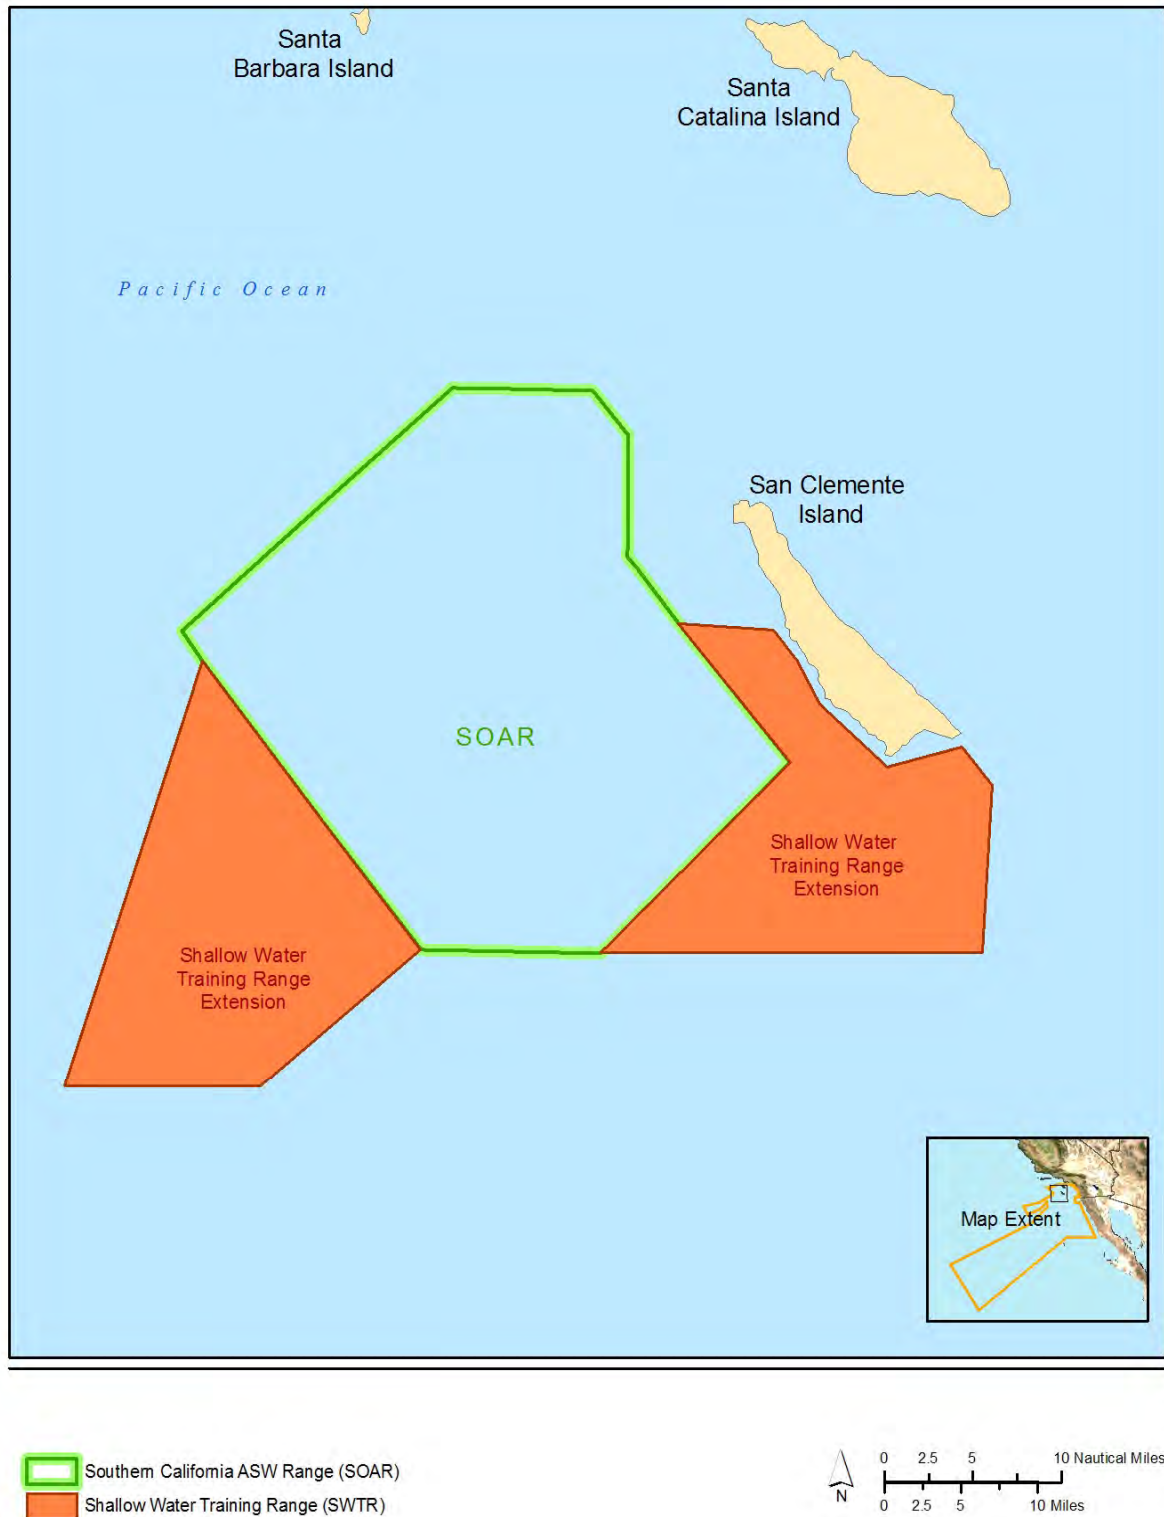 Santa
Barbara Island
Santa
Catalina Island
Pacific Ocean
San Clemente
Island
SOAR
Shallow Water
Training Range
Extension
Shallow Water
Training Range
Extension
Map Extent
Southern California ASW Range (SOAR)
Shallow Water Training Range (SWTR)
N
0 2.5 5 10 Nautical Miles
0 2.5 5 10 Miles